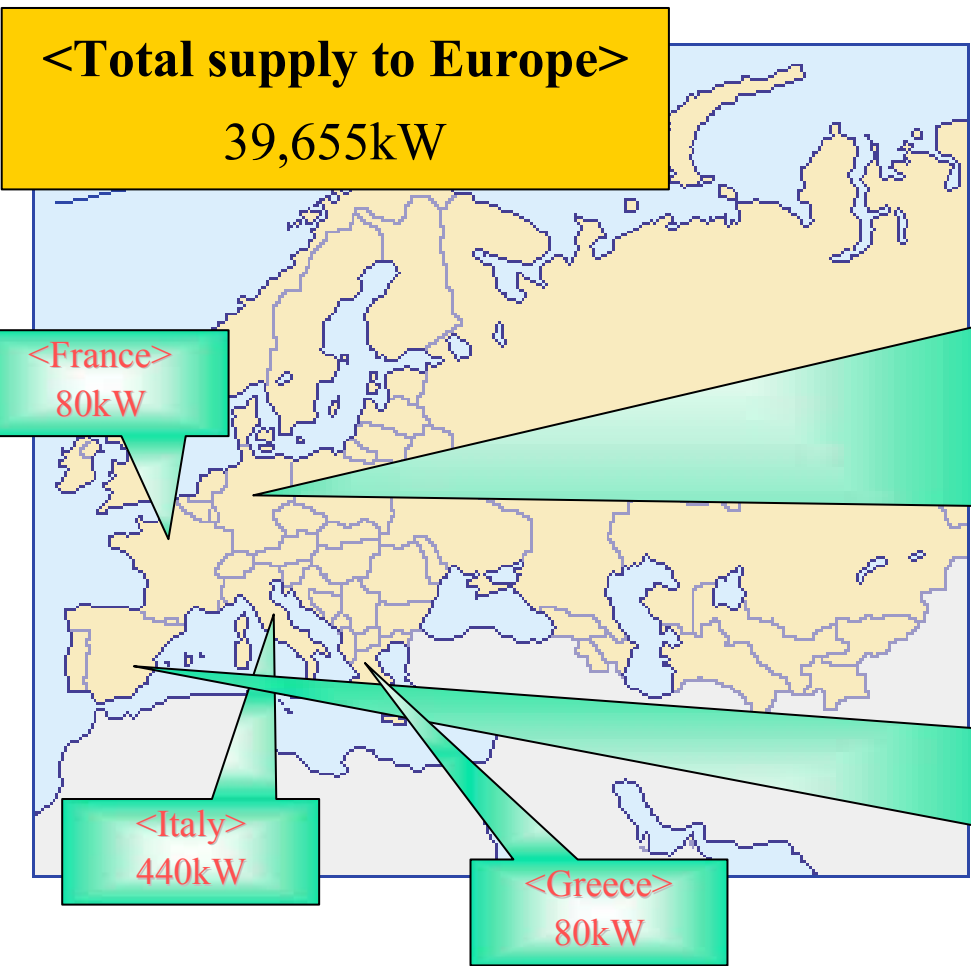 <Total supply to Europe>
39,655kW
<France>
80kW
<Italy>
440kW
<Greece>
80kW